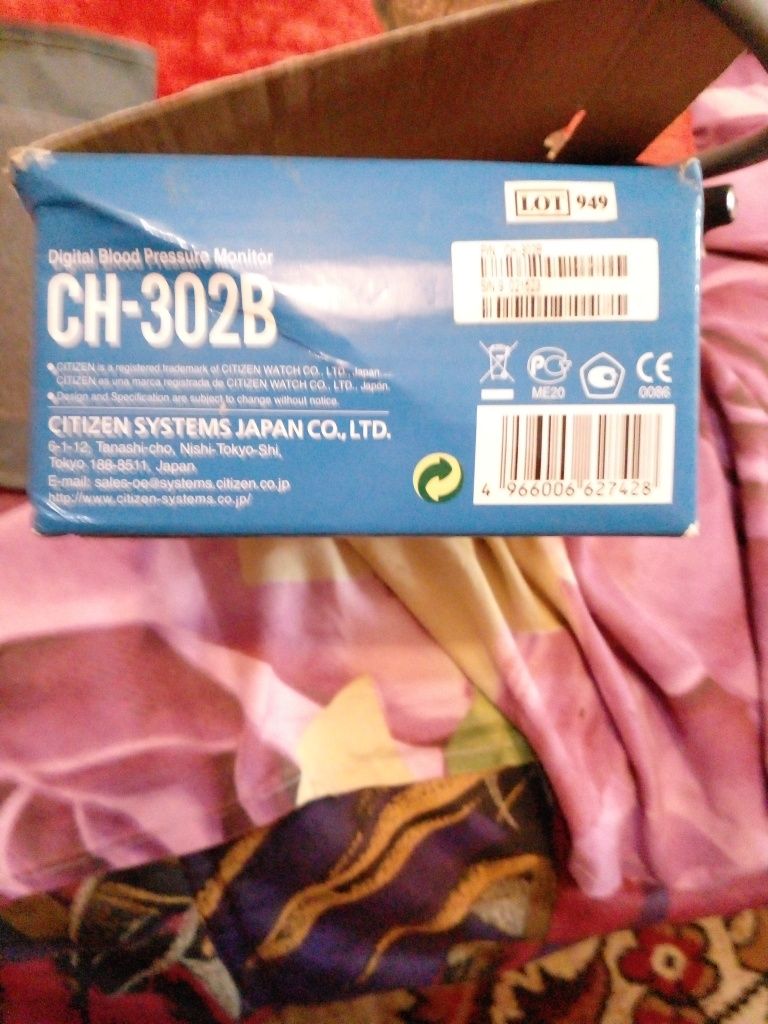 LOT 949
Digital Blood Pressure Monitor
CH-302B
P/N. CH-302B
● CITIZEN is a registered trademark of CITIZEN WATCH CO., LTD., Japan
CITIZEN es una marca registrada de CITIZEN WATCH CO., LTD., Japón
● Design and Specification are subject to change without notice.
CITIZEN SYSTEMS JAPAN CO., LTD.
6-1-12, Tanashi-cho, Nishi-Tokyo-Shi,
Tokyo 188-8511, Japan
E-mail: sales-oe@systems.citizen.co.jp
http://www.citizen-systems.co.jp/
ME20
CE
0086
4 966006 627428